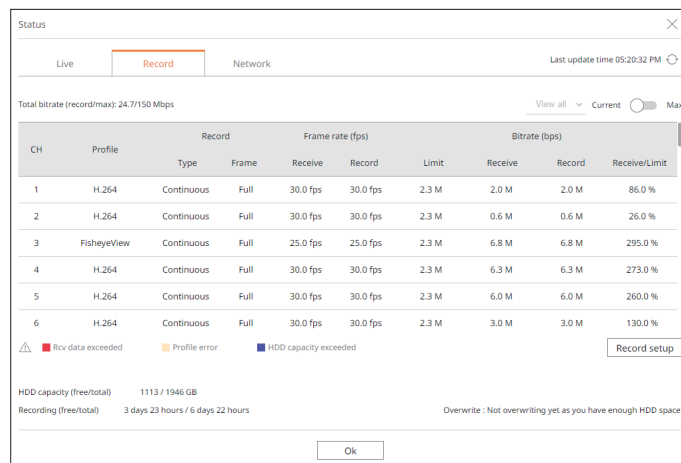 Status
Live Record Network Last update time 05:20:32 PM
Total bitrate (record/max): 24.7/150 Mbps View all Current Max
CH Profile Record Frame rate (fps) Bitrate (bps)
Type Frame Receive Record Limit Receive Record Receive/Limit
1 H.264 Continuous Full 30.0 fps 30.0 fps 2.3 M 2.0 M 2.0 M 86.0 %
2 H.264 Continuous Full 30.0 fps 30.0 fps 2.3 M 0.6 M 0.6 M 26.0 %
3 FisheyeView Continuous Full 25.0 fps 25.0 fps 2.3 M 6.8 M 6.8 M 295.0 %
4 H.264 Continuous Full 30.0 fps 30.0 fps 2.3 M 6.3 M 6.3 M 273.0 %
5 H.264 Continuous Full 30.0 fps 30.0 fps 2.3 M 6.0 M 6.0 M 260.0 %
6 H.264 Continuous Full 30.0 fps 30.0 fps 2.3 M 3.0 M 3.0 M 130.0 %
Rcv data exceeded Profile error HDD capacity exceeded Record setup
HDD capacity (free/total) 1113 / 1946 GB
Recording (free/total) 3 days 23 hours / 6 days 22 hours Overwrite : Not overwriting yet as you have enough HDD space
Ok